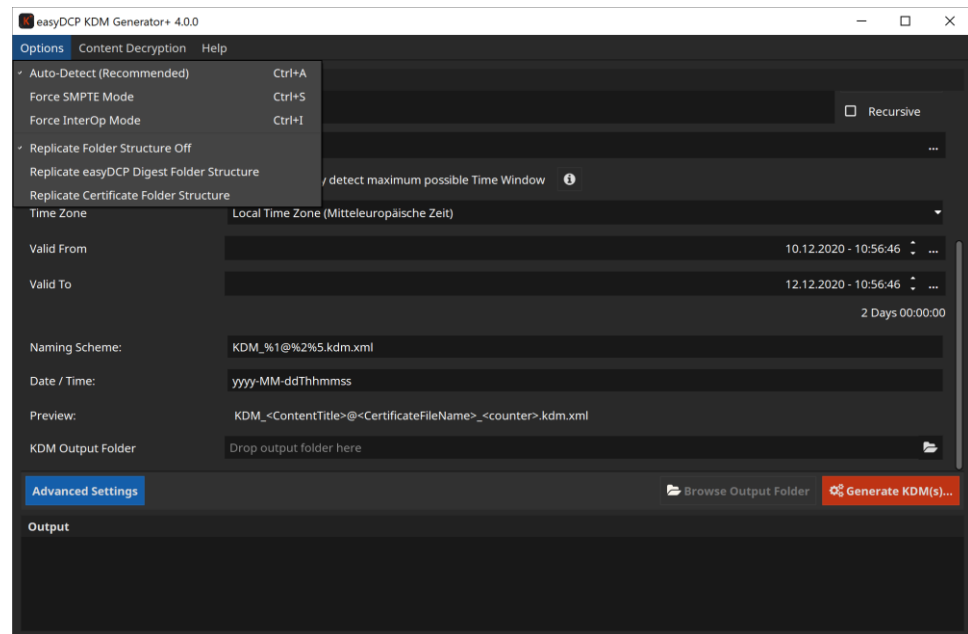 easyDCP KDM Generator+ 4.0.0
Options Content Decryption Help
Auto-Detect (Recommended) Ctrl+A
Force SMPTE Mode Ctrl+S
Force InterOp Mode Ctrl+I
Recursive
Replicate Folder Structure Off
...
Replicate easyDCP Digest Folder Structure
detect maximum possible Time Window
Replicate Certificate Folder Structure
Time Zone Local Time Zone (Mitteleuropäische Zeit)
Valid From 10.12.2020 - 10:56:46 ...
Valid To 12.12.2020 - 10:56:46 ...
2 Days 00:00:00
Naming Scheme: KDM_%1@%2%5.kdm.xml
Date / Time: yyyy-MM-ddThhmmss
Preview: KDM_<ContentTitle>@<CertificateFileName>_<counter>.kdm.xml
KDM Output Folder Drop output folder here
Advanced Settings Browse Output Folder Generate KDM(s)...
Output